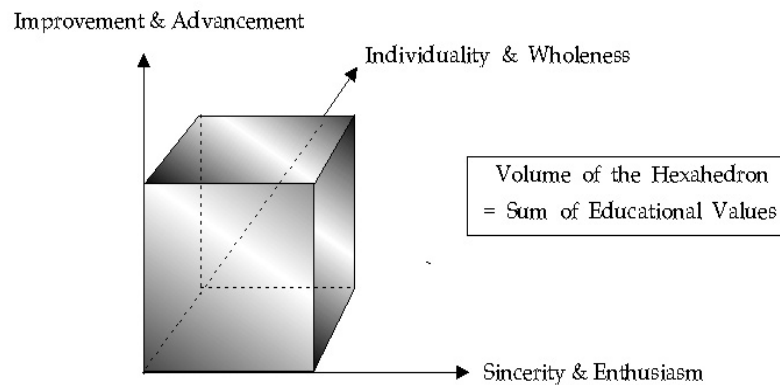 Improvement & Advancement
Individuality & Wholeness
Volume of the Hexahedron
= Sum of Educational Values
Sincerity & Enthusiasm